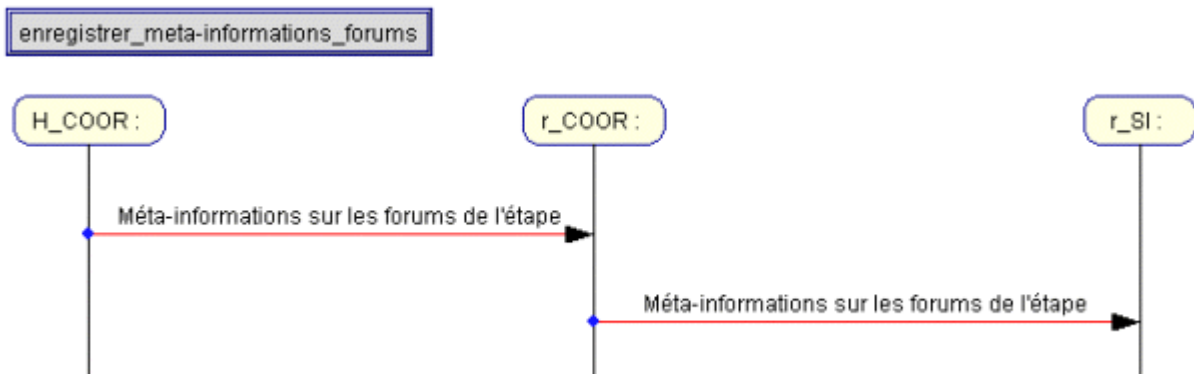 enregistrer_meta-informations_forums
H_COOR :
r_COOR :
r_SI :
Méta-informations sur les forums de l'étape
Méta-informations sur les forums de l'étape